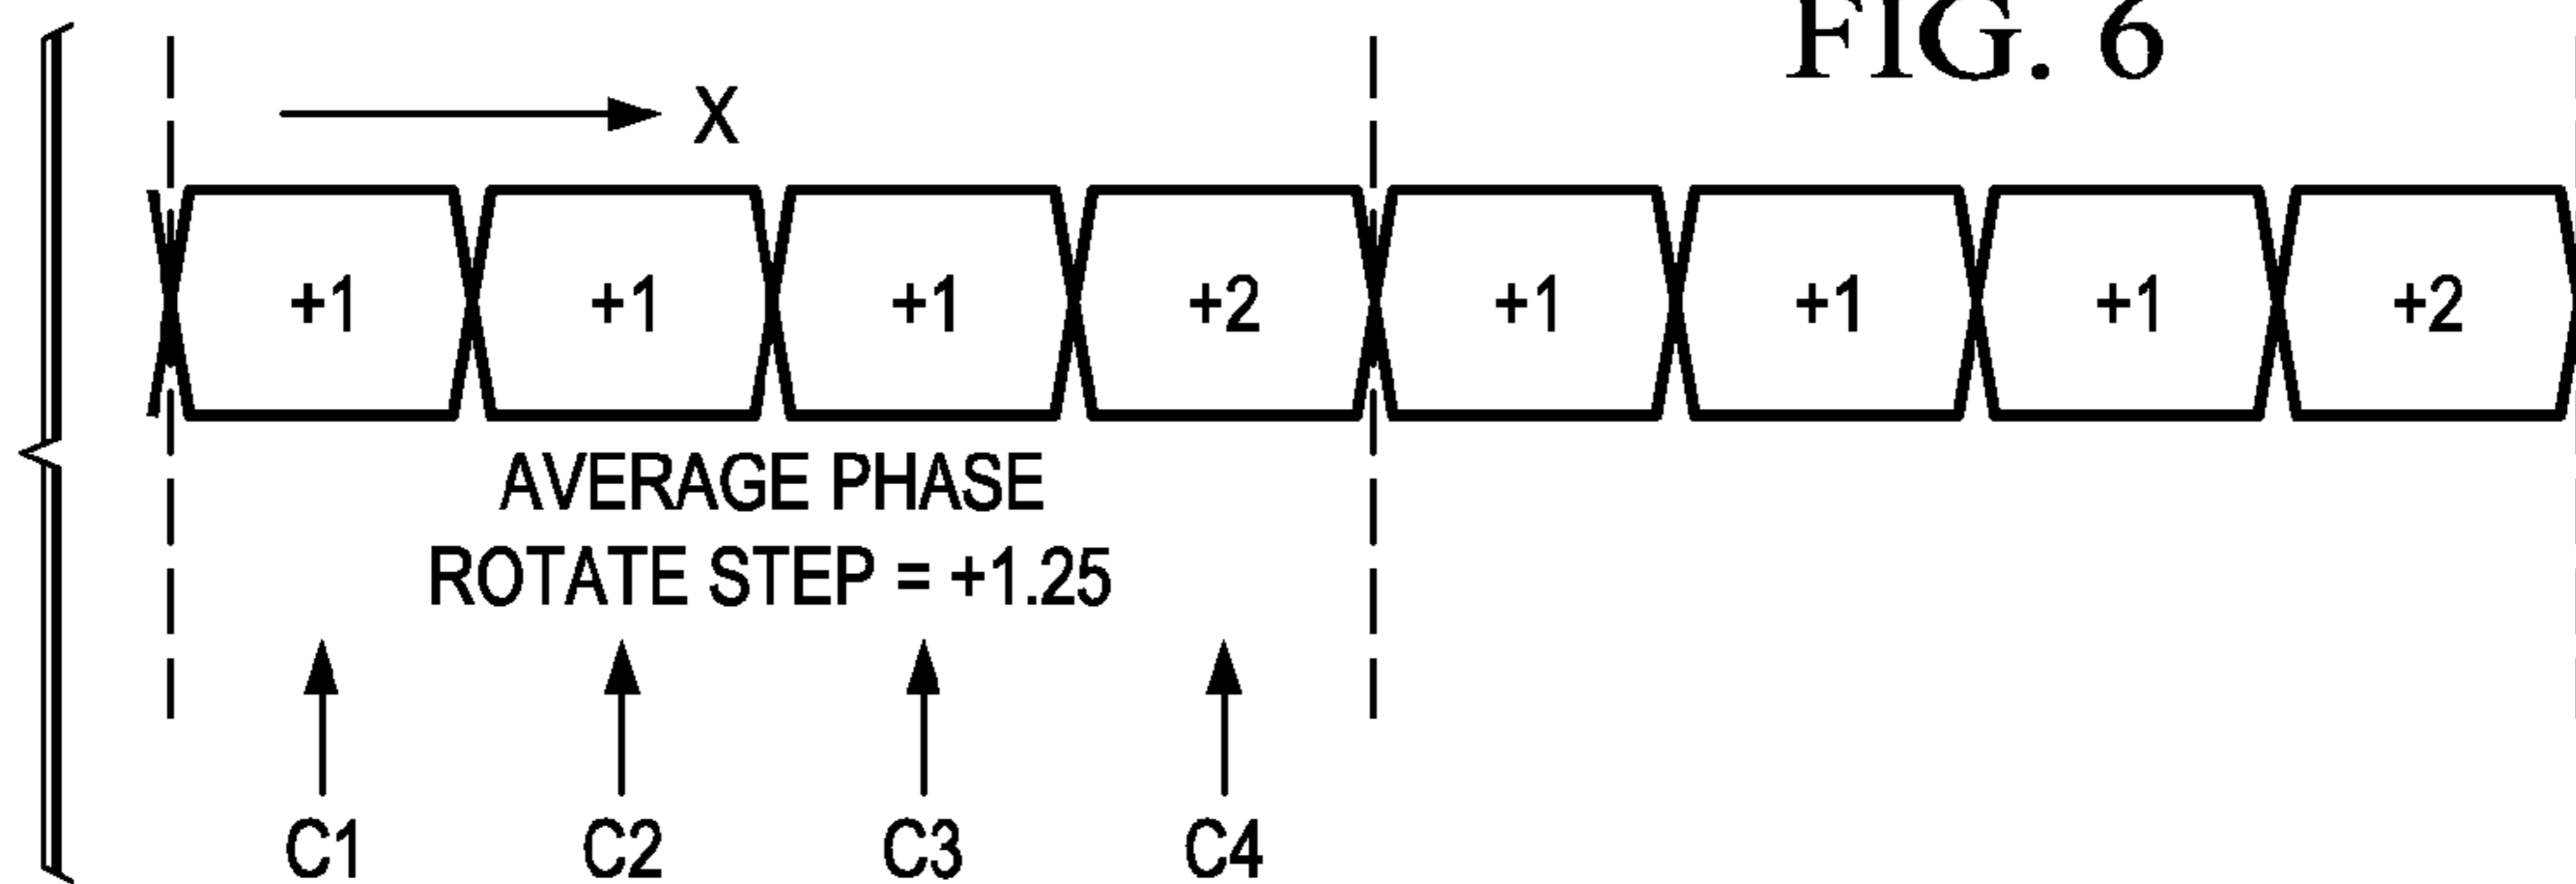 FIG. 6
X
+1 +1 +1 +2 +1 +1 +1 +2
AVERAGE PHASE
ROTATE STEP = +1.25
C1 C2 C3 C4